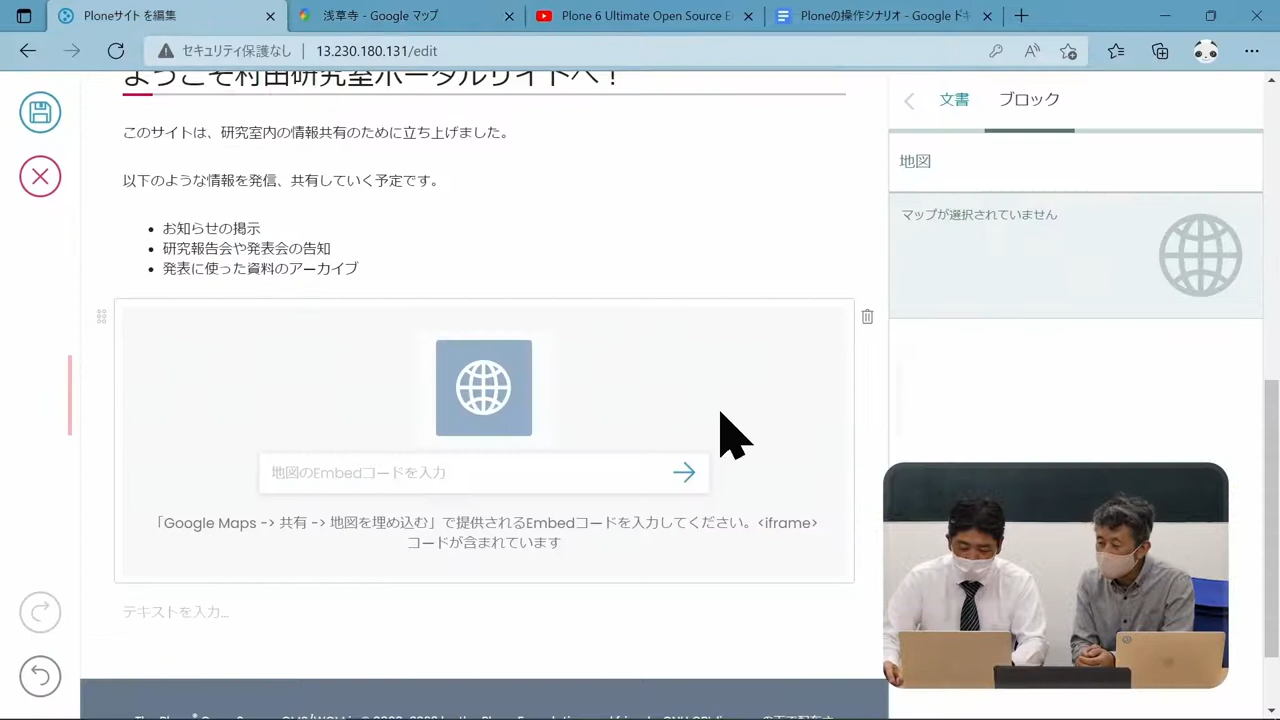 Ploneサイト を編集
浅草寺 - Google マップ
Plone 6 Ultimate Open Source E
Ploneの操作シナリオ - Google ドキ
セキュリティ保護なし
13.230.180.131/edit
ようこそ村田研究室ポータルサイトへ！
このサイトは、研究室内の情報共有のために立ち上げました。
以下のような情報を発信、共有していく予定です。
• お知らせの掲示
• 研究報告会や発表会の告知
• 発表に使った資料のアーカイブ
地図のEmbedコードを入力
「Google Maps -> 共有 -> 地図を埋め込む」で提供されるEmbedコードを入力してください。<iframe>
コードが含まれています
テキストを入力...
文書
ブロック
地図
マップが選択されていません